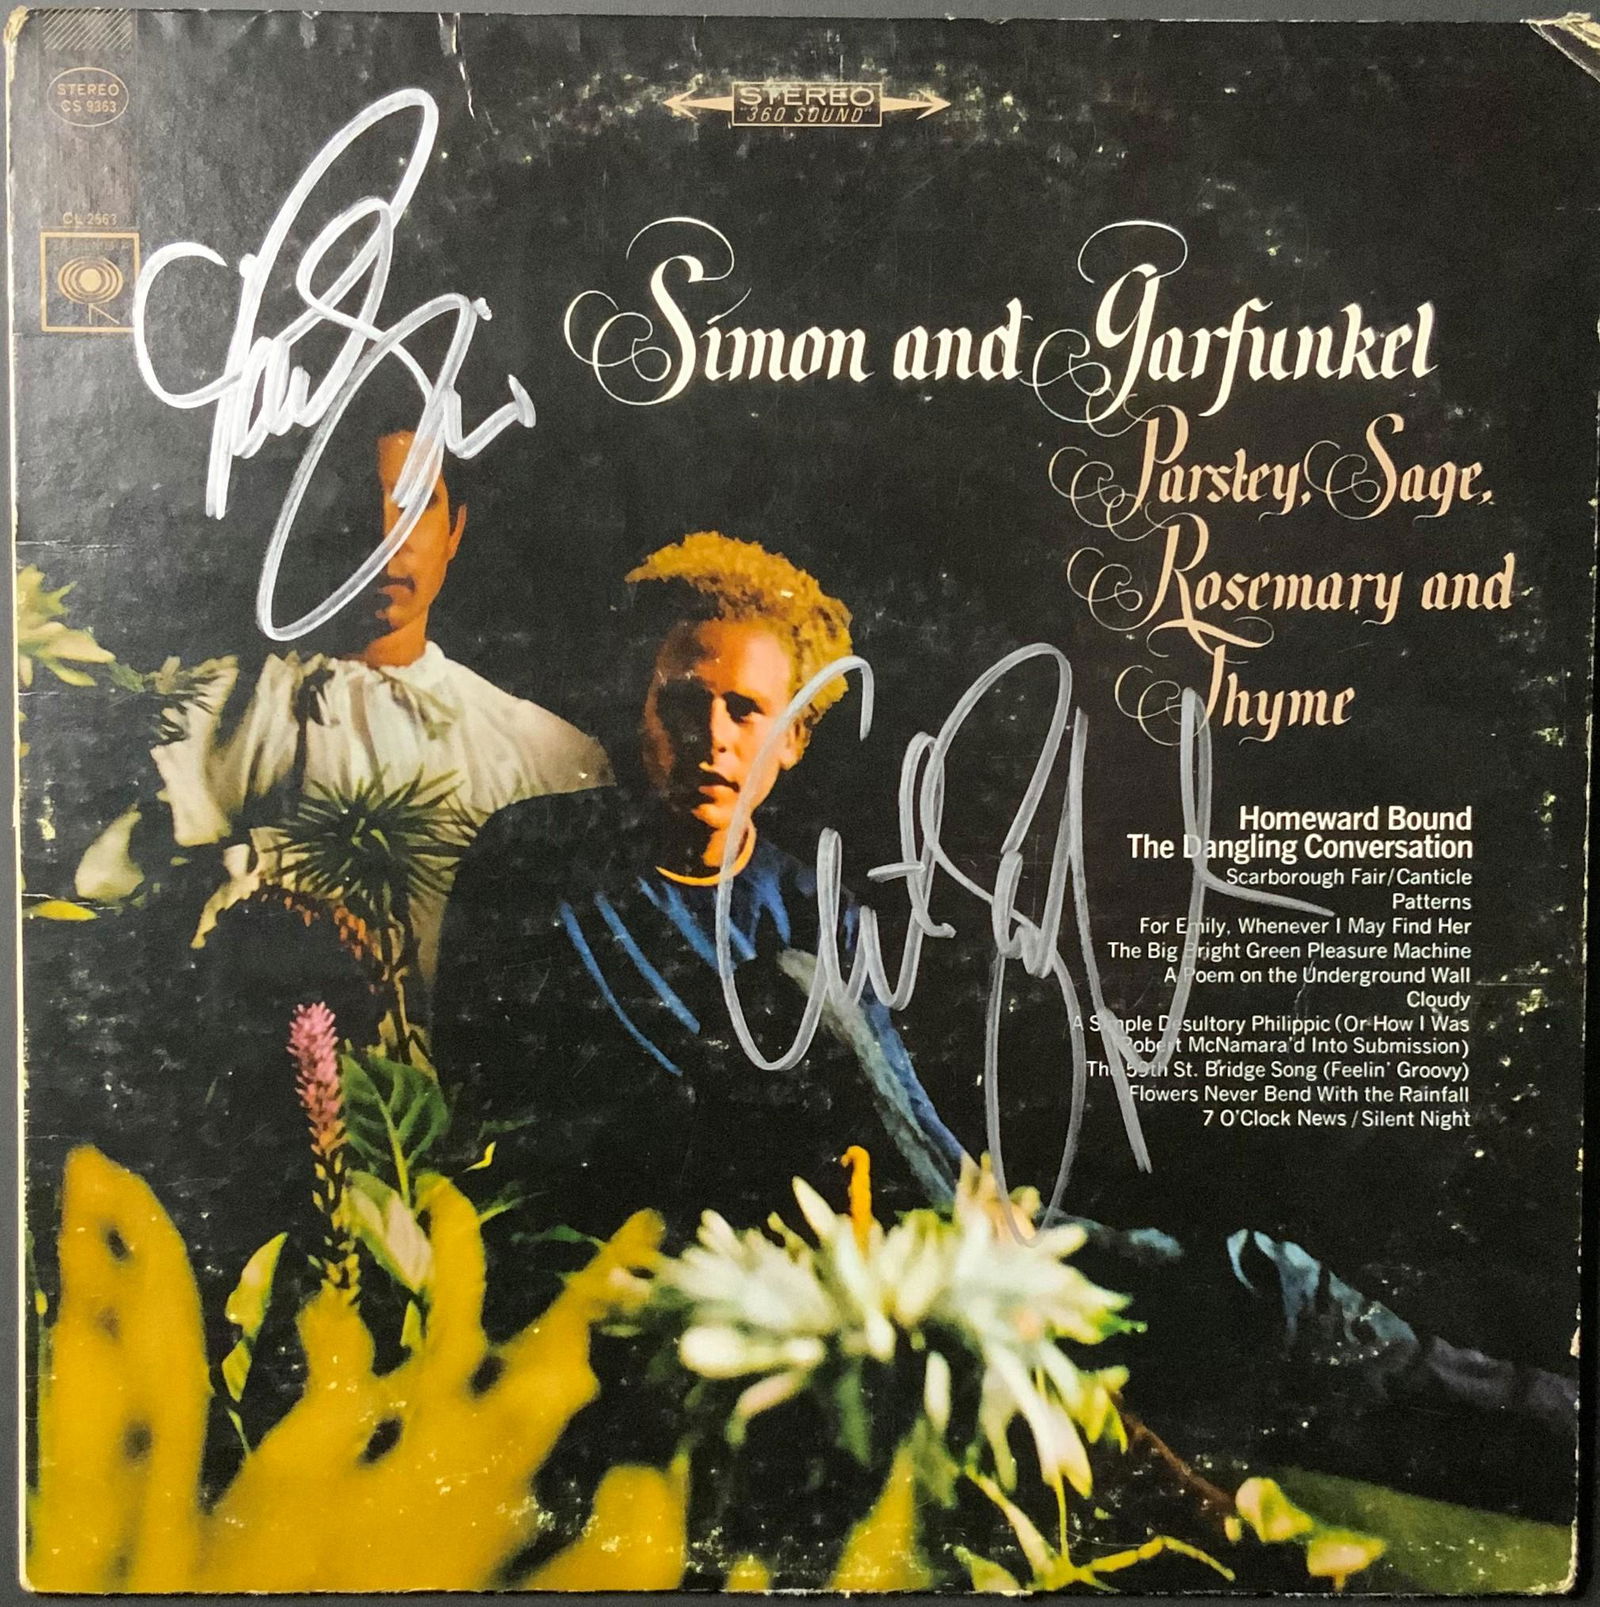 STEREO
CS 9363
STEREO
"360 SOUND"
CL 2563
Simon and Garfunkel
Parsley, Sage,
Rosemary and
Thyme
Homeward Bound
The Dangling Conversation
Scarborough Fair/Canticle
Patterns
For Emily, Whenever I May Find Her
The Big Bright Green Pleasure Machine
A Poem on the Underground Wall
Cloudy
A Simple Desultory Philippic (Or How I Was
Robert McNamara'd Into Submission)
The 59th St. Bridge Song (Feelin' Groovy)
Flowers Never Bend With the Rainfall
7 O'Clock News / Silent Night